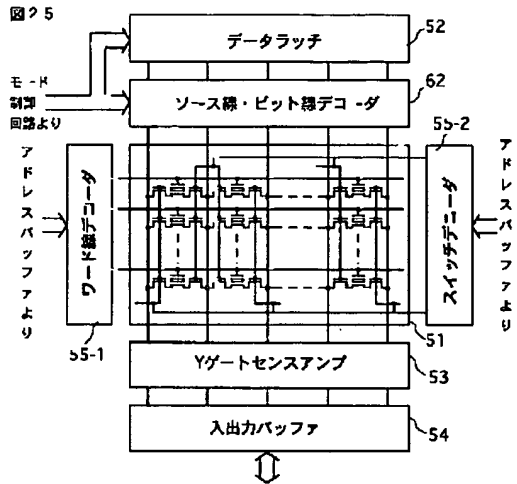 図25
データラッチ
52
モード
制御
回路より
ソース線・ビット線デコーダ
62
アドレスバッファより
ワード線デコーダ
55-1
55-2
スイッチデニーダ
アドレスバッファより
51
Yゲートセンスアンプ
53
入出力バッファ
54